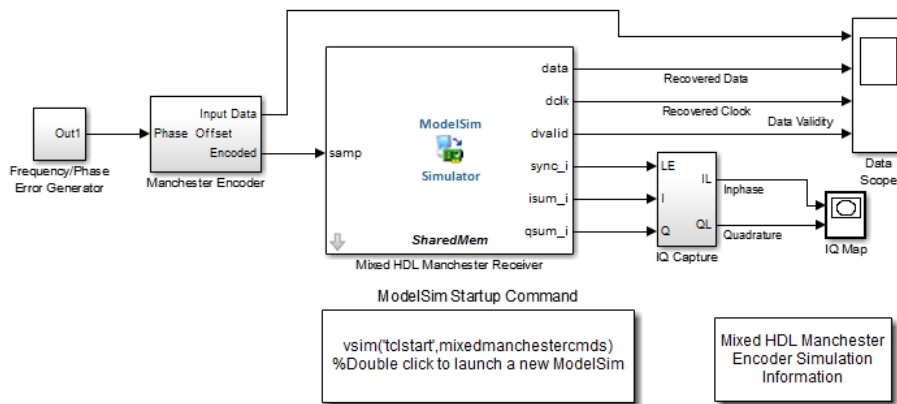 Input Data
Phase Offset
Encoded
Out1
Frequency/Phase
Error Generator
Manchester Encoder
samp
ModelSim
Simulator
SharedMem
data
dclk
dvalid
sync_i
isum_i
qsum_i
Mixed HDL Manchester Receiver
Recovered Data
Recovered Clock
Data Validity
Data
Scope
LE
I
Q
IL
QL
IQ Capture
Inphase
Quadrature
IQ Map
ModelSim Startup Command
vsim('tclstart',mixedmanchestercmds)
%Double click to launch a new ModelSim
Mixed HDL Manchester
Encoder Simulation
Information